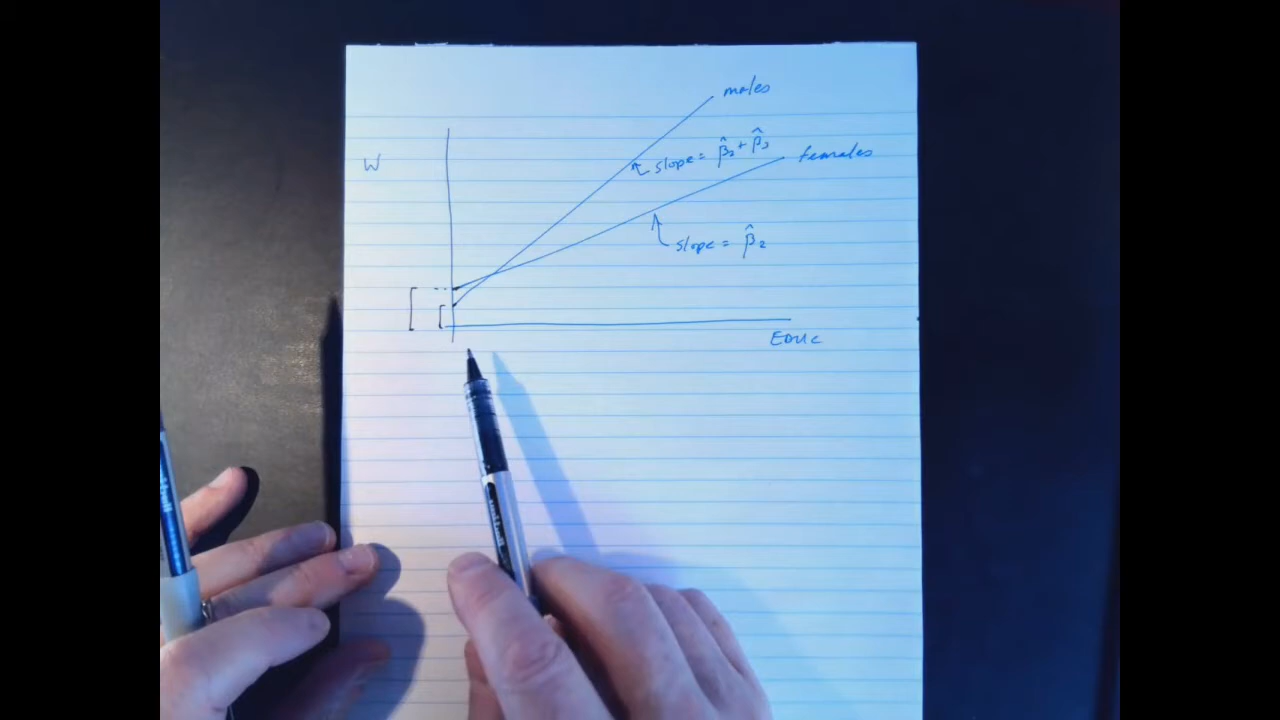 males
slope = β̂₂ + β̂₃
females
W
slope = β̂₂
EDUC